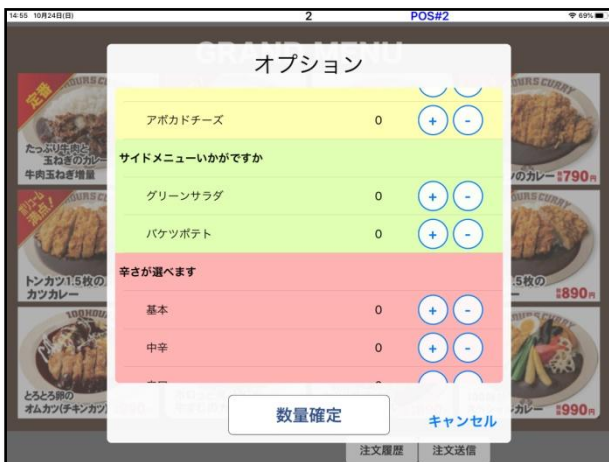 14:55 10月24日(日)
2
POS#2
69%
GRAND MENU
オプション
アボカドチーズ 0 + -
サイドメニューいかがですか
グリーンサラダ 0 + -
バケツポテト 0 + -
辛さが選べます
基本 0 + -
中辛 0 + -
数量確定
キャンセル
定番
たっぷり牛肉と
玉ねぎのカレー
牛肉玉ねぎ増量
のカレー 790円
満点!
トンカツ1.5枚の
カツカレー
.5枚の
890円
100HOU
とろとろ卵の
オムカツ(チキンカツ)
カレー 990円
注文履歴
注文送信